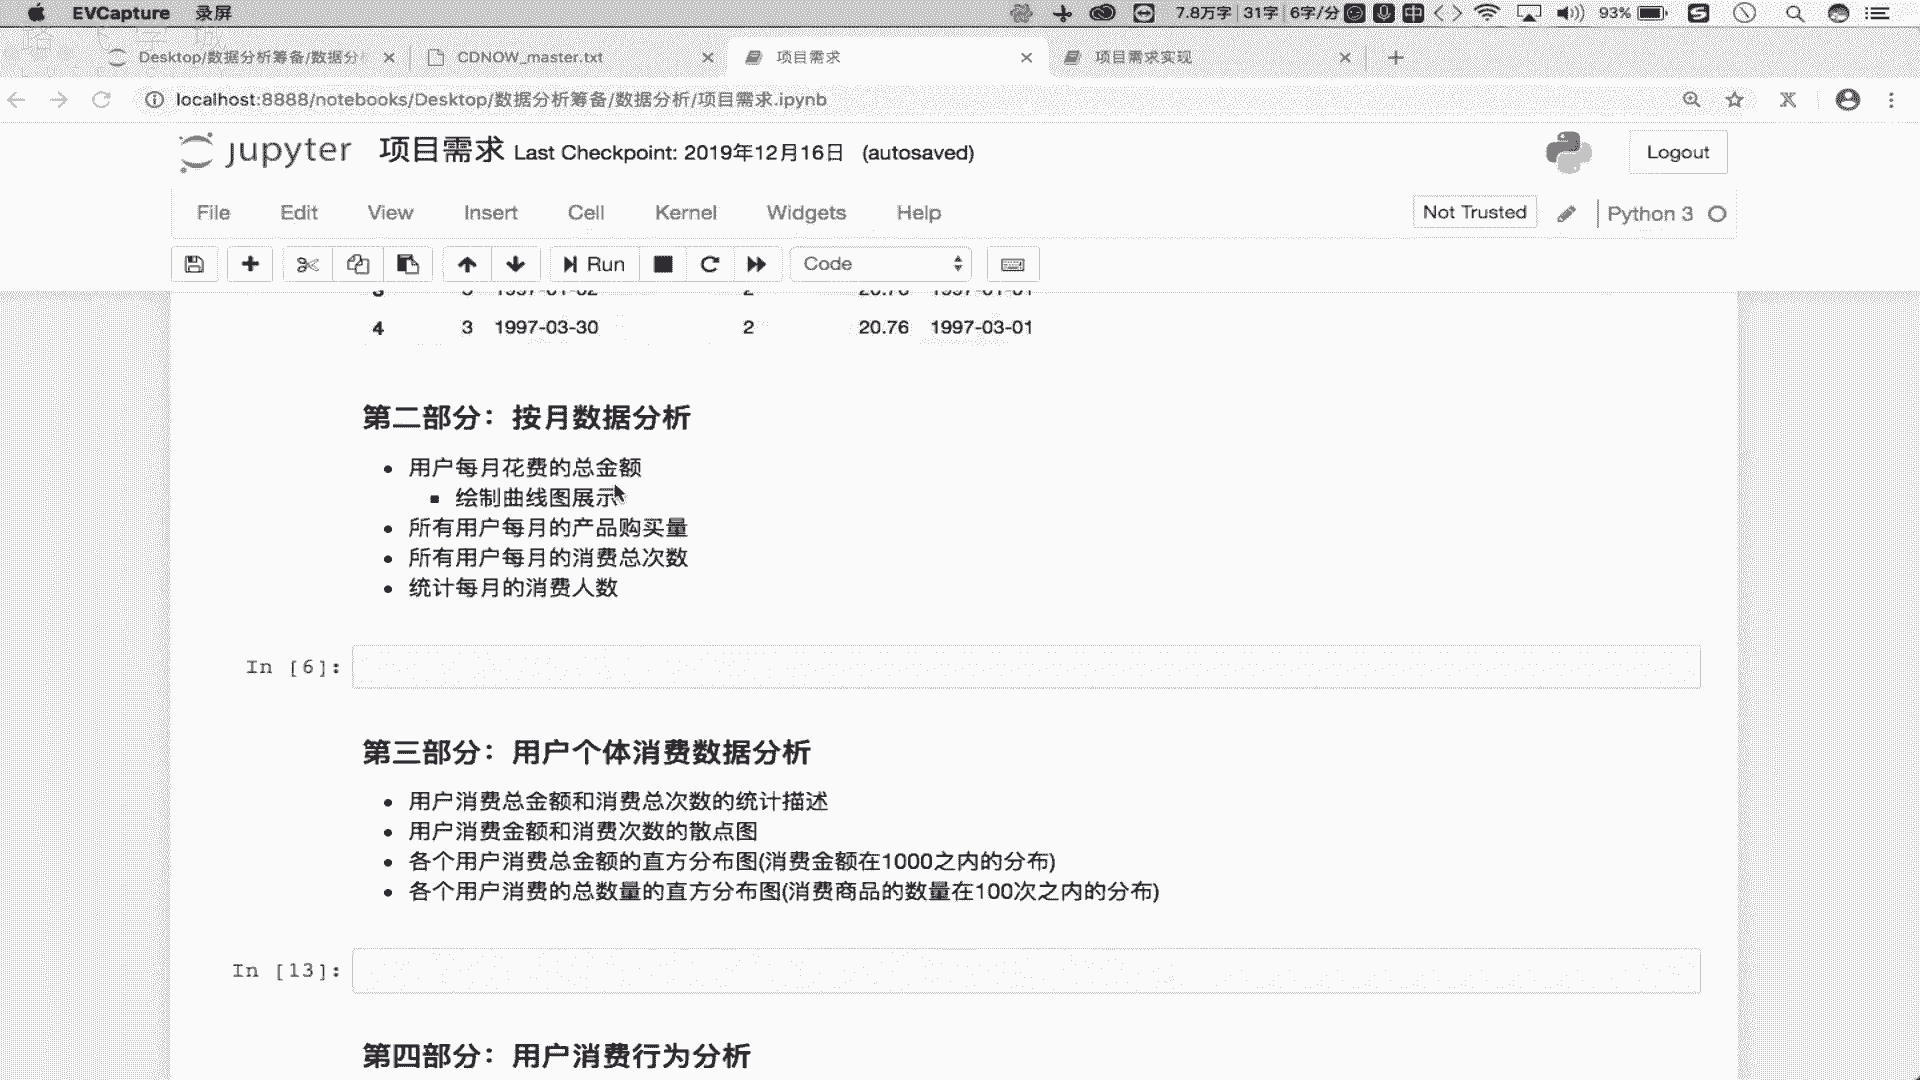 EVCapture 录屏 7.8万字 31字 6字/分 中 93%
Desktop/数据分析筹备/数据分 CDNOW_master.txt 项目需求 项目需求实现
localhost:8888/notebooks/Desktop/数据分析筹备/数据分析/项目需求.ipynb
jupyter 项目需求 Last Checkpoint: 2019年12月16日 (autosaved) Logout
File Edit View Insert Cell Kernel Widgets Help Not Trusted Python 3
Run Code
4 3 1997-03-30 2 20.76 1997-03-01
第二部分：按月数据分析
用户每月花费的总金额
绘制曲线图展示
所有用户每月的产品购买量
所有用户每月的消费总次数
统计每月的消费人数
In [6]:
第三部分：用户个体消费数据分析
用户消费总金额和消费总次数的统计描述
用户消费金额和消费次数的散点图
各个用户消费总金额的直方分布图(消费金额在1000之内的分布)
各个用户消费的总数量的直方分布图(消费商品的数量在100次之内的分布)
In [13]:
第四部分：用户消费行为分析